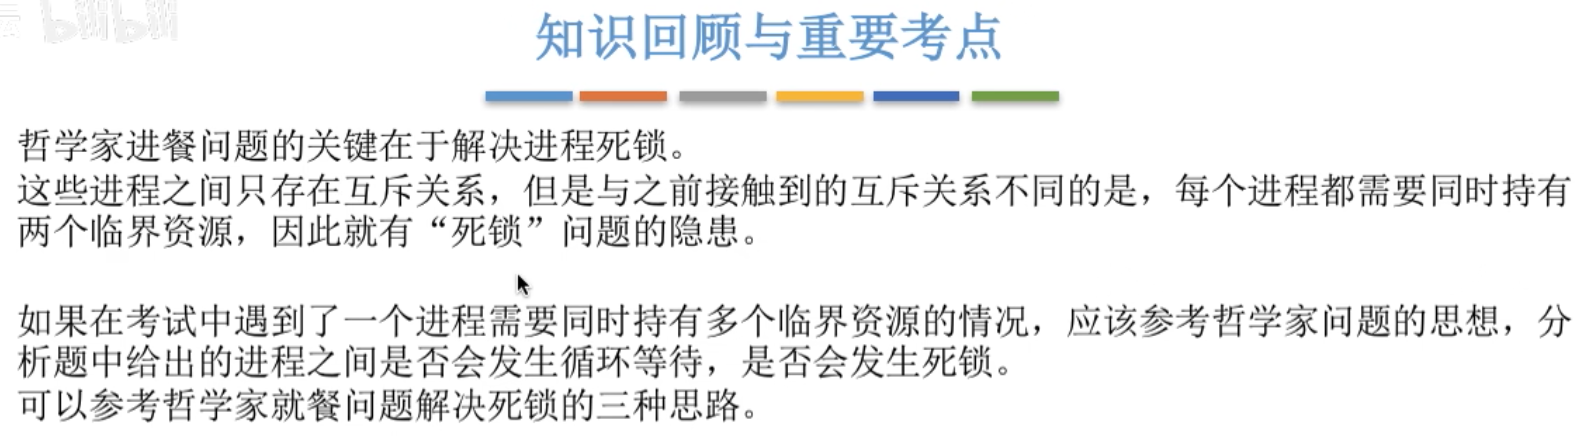 bilibili
知识回顾与重要考点
哲学家进餐问题的关键在于解决进程死锁。
这些进程之间只存在互斥关系，但是与之前接触到的互斥关系不同的是，每个进程都需要同时持有
两个临界资源，因此就有“死锁”问题的隐患。
如果在考试中遇到了一个进程需要同时持有多个临界资源的情况，应该参考哲学家问题的思想，分
析题中给出的进程之间是否会发生循环等待，是否会发生死锁。
可以参考哲学家就餐问题解决死锁的三种思路。